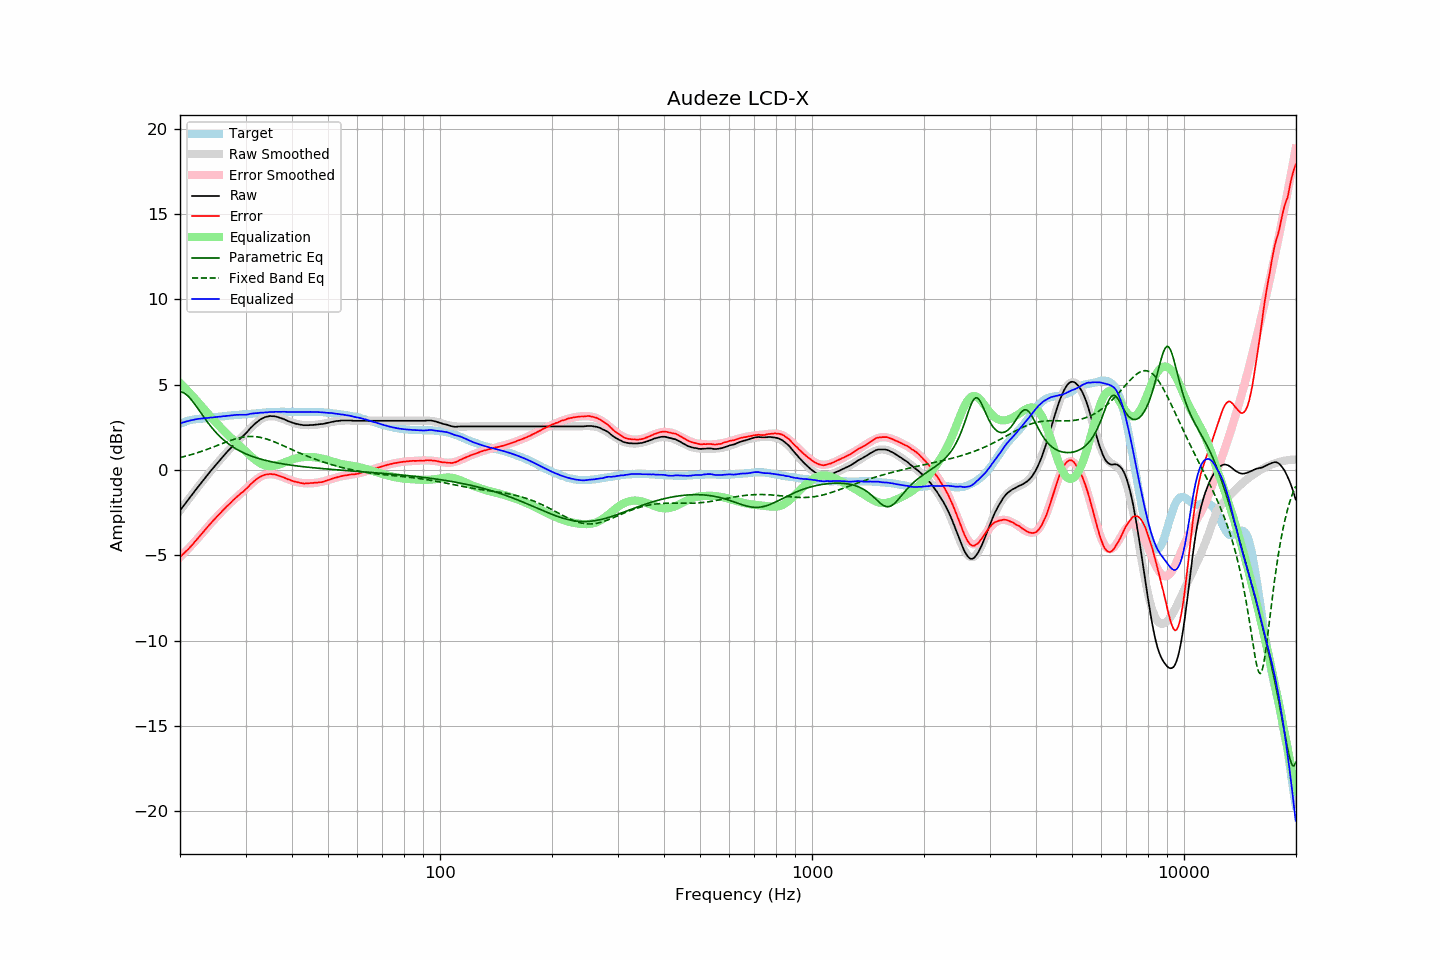 Audeze LCD-X
Target
Raw Smoothed
Error Smoothed
Raw
Error
Equalization
Parametric Eq
Fixed Band Eq
Equalized
20
15
10
5
0
−5
−10
−15
−20
Amplitude (dBr)
100
1000
10000
Frequency (Hz)